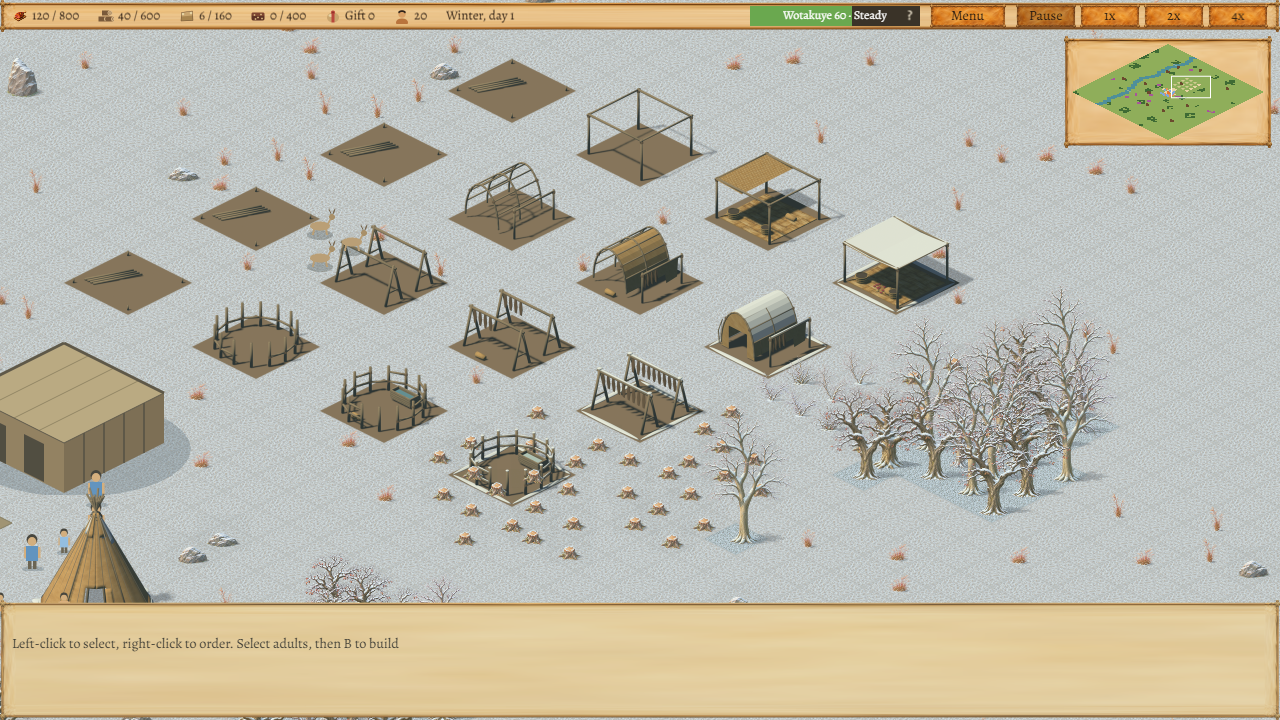 120 / 800 40 / 600 6 / 160 0 / 400 Gift 0 20 Winter, day 1 Wotakuye 60 - Steady ? Menu Pause 1x 2x 4x
Left-click to select, right-click to order. Select adults, then B to build